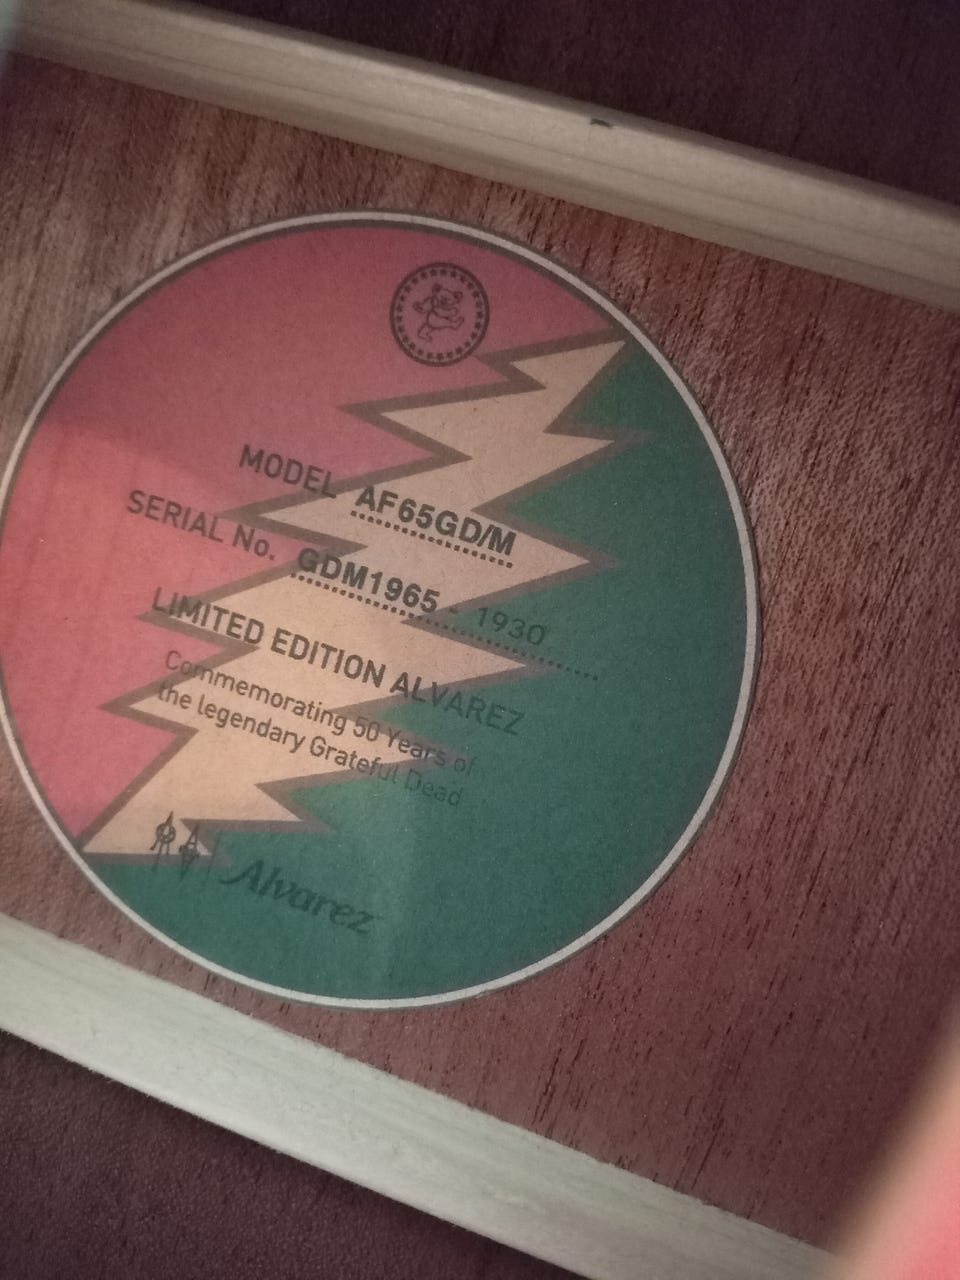 MODEL AF65GD/M
SERIAL No. GDM1965 - 1930
LIMITED EDITION ALVAREZ
Commemorating 50 Years of
the legendary Grateful Dead
Alvarez